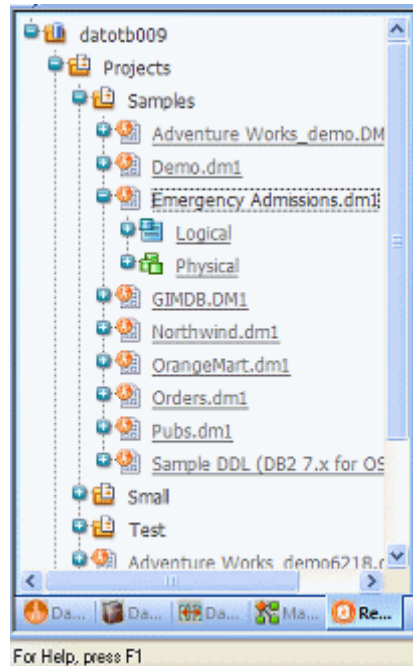 datotb009
Projects
Samples
Adventure Works_demo.DM
Demo.dm1
Emergency Admissions.dm1
Logical
Physical
GIMDB.DM1
Northwind.dm1
OrangeMart.dm1
Orders.dm1
Pubs.dm1
Sample DDL (DB2 7.x for OS
Small
Test
Adventure Works_demo6218.d
Da... Da... Da... Ma... Re...
For Help, press F1